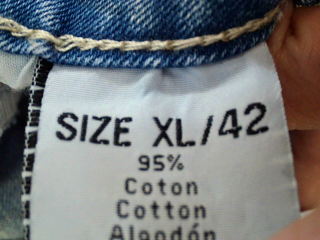 SIZE XL/42
95%
Coton
Cotton
Algodón